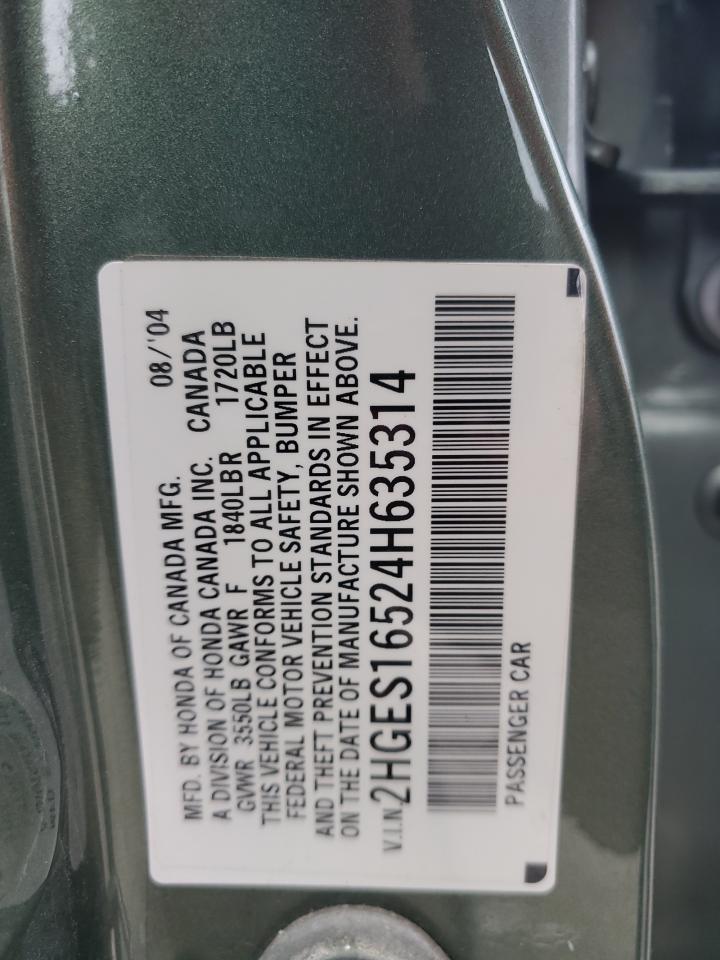 MFD. BY HONDA OF CANADA MFG. 08/'04
A DIVISION OF HONDA CANADA INC. CANADA
GVWR 3550LB GAWR F 1840LBR 1720LB
THIS VEHICLE CONFORMS TO ALL APPLICABLE
FEDERAL MOTOR VEHICLE SAFETY, BUMPER
AND THEFT PREVENTION STANDARDS IN EFFECT
ON THE DATE OF MANUFACTURE SHOWN ABOVE.
V.I.N. 2HGES16524H635314
PASSENGER CAR